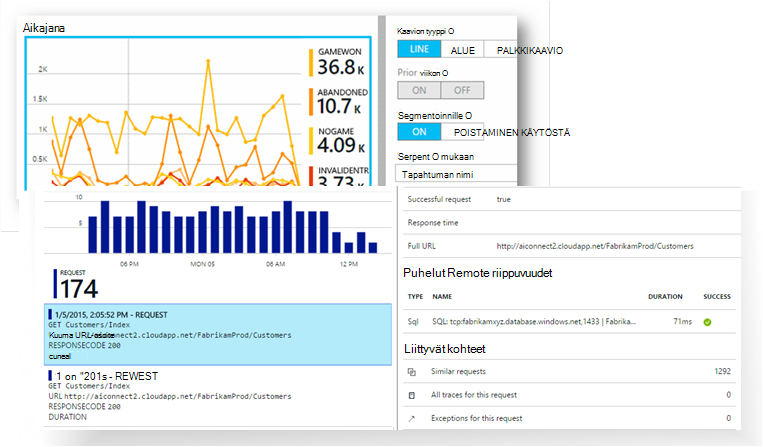 Aikajana
2K
1.5K
1K
0.5K
GAMEWON
36.8 K
ABANDONED
10.7 K
NOGAME
4.09 K
INVALIDENTR
3.73 K
Kaavion tyyppi O
LINE ALUE PALKKIKAAVIO
Prior viikon O
ON OFF
Segmentoinnille O
ON POISTAMINEN KÄYTÖSTÄ
Serpent O mukaan
Tapahtuman nimi
10
5
06 PM MON 05 06 AM 12 PM
REQUEST
174
1/5/2015, 2:05:52 PM - REQUEST
GET Customers/Index
Kuuma URL-osoite connect2.cloudapp.net/FabrikamProd/Customers
RESPONSECODE 200
cuneal
1 on "201s - REWEST
GET Customers/Index
URL http://aiconnect2.cloudapp.net/FabrikamProd/Customers
RESPONSECODE 200
DURATION
Successful request true
Response time
Full URL http://aiconnect2.cloudapp.net/FabrikamProd/Customers
Puhelut Remote riippuvuudet
TYPE NAME DURATION SUCCESS
Sql SQL: tcp:fabrikamxyz.database.windows.net,1433 | Fabrika... 71ms
Liittyvät kohteet
Similar requests 1292
All traces for this request 0
Exceptions for this request 0